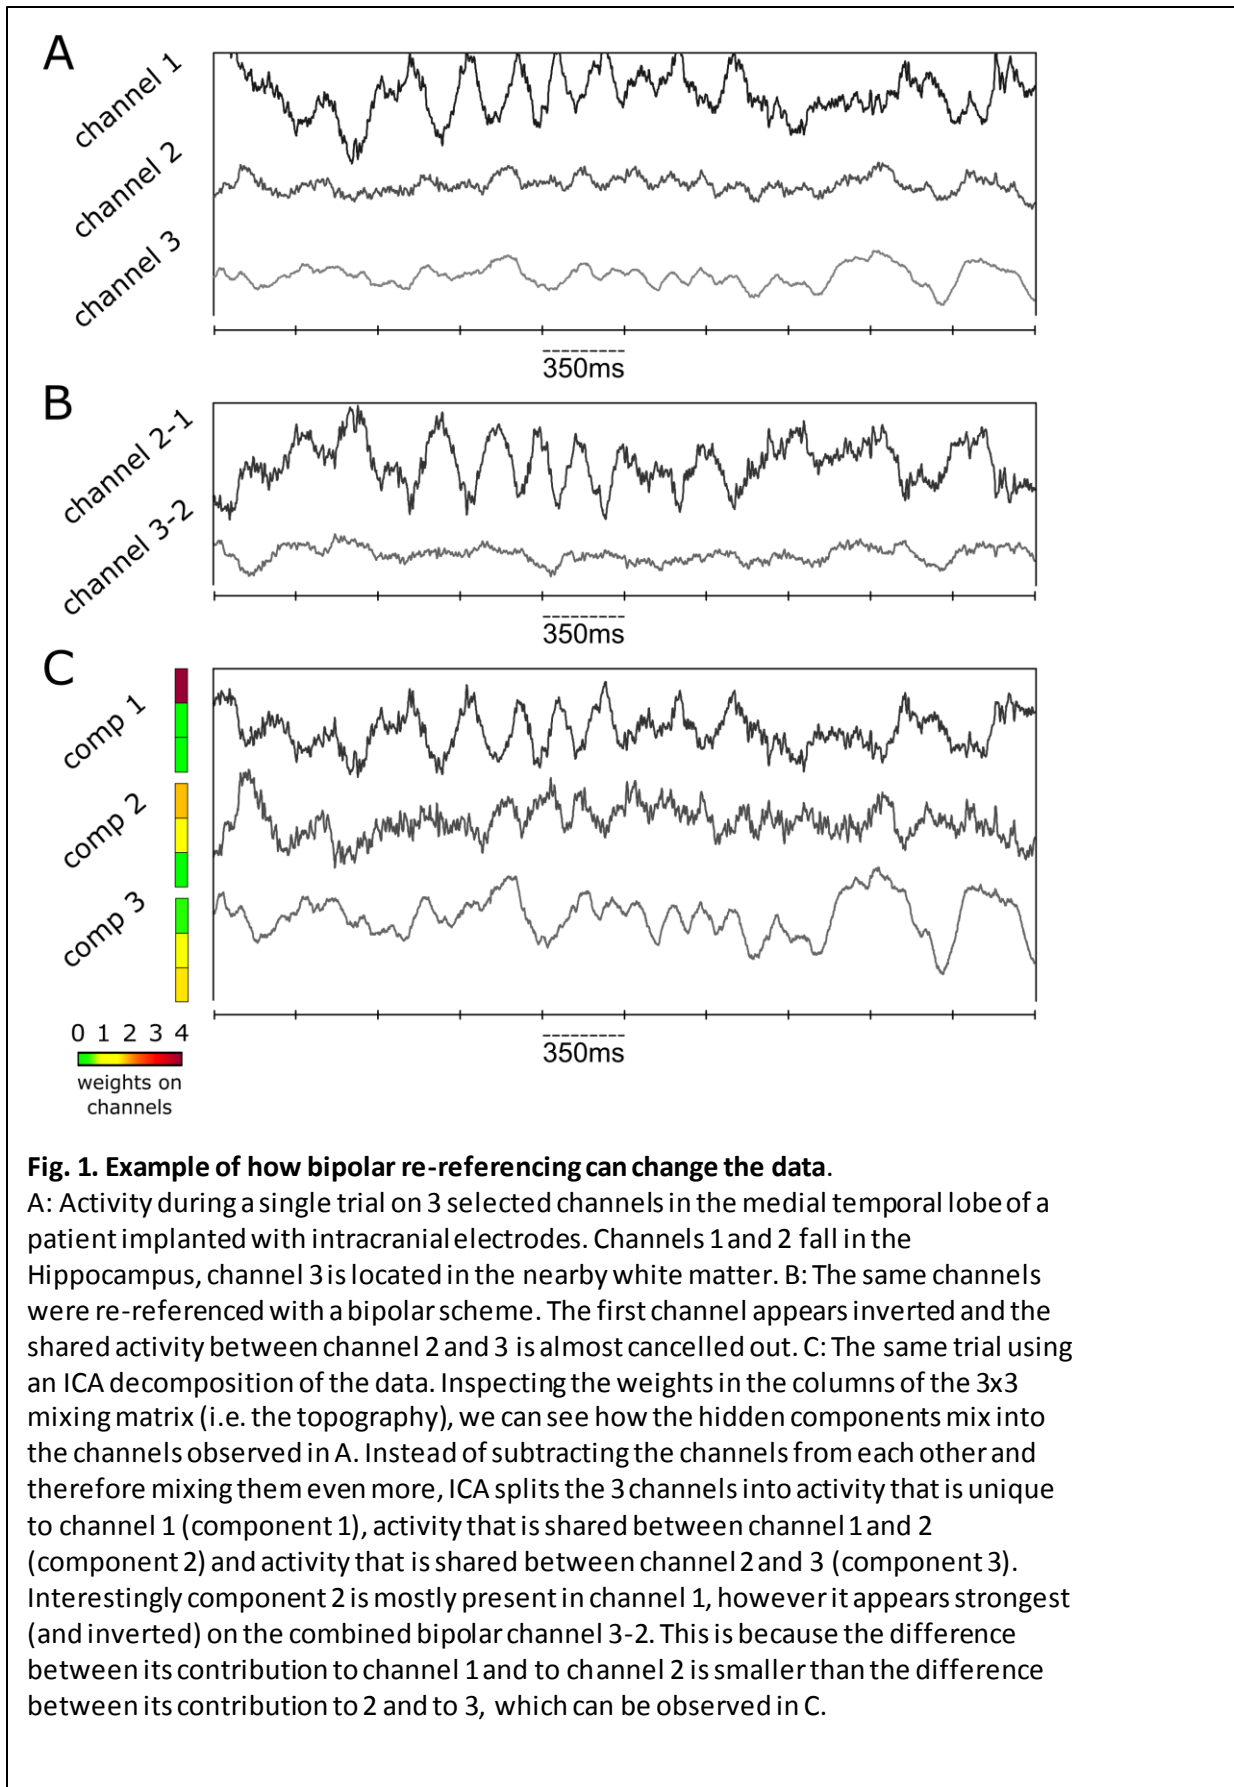 A
channel 1
channel 2
channel 3
350ms
B
channel 2-1
channel 3-2
350ms
C
comp 1
comp 2
comp 3
350ms
0 1 2 3 4
weights on
channels
Fig. 1. Example of how bipolar re-referencing can change the data.
A: Activity during a single trial on 3 selected channels in the medial temporal lobe of a
patient implanted with intracranial electrodes. Channels 1 and 2 fall in the
Hippocampus, channel 3 is located in the nearby white matter. B: The same channels
were re-referenced with a bipolar scheme. The first channel appears inverted and the
shared activity between channel 2 and 3 is almost cancelled out. C: The same trial using
an ICA decomposition of the data. Inspecting the weights in the columns of the 3x3
mixing matrix (i.e. the topography), we can see how the hidden components mix into
the channels observed in A. Instead of subtracting the channels from each other and
therefore mixing them even more, ICA splits the 3 channels into activity that is unique
to channel 1 (component 1), activity that is shared between channel 1 and 2
(component 2) and activity that is shared between channel 2 and 3 (component 3).
Interestingly component 2 is mostly present in channel 1, however it appears strongest
(and inverted) on the combined bipolar channel 3-2. This is because the difference
between its contribution to channel 1 and to channel 2 is smaller than the difference
between its contribution to 2 and to 3, which can be observed in C.